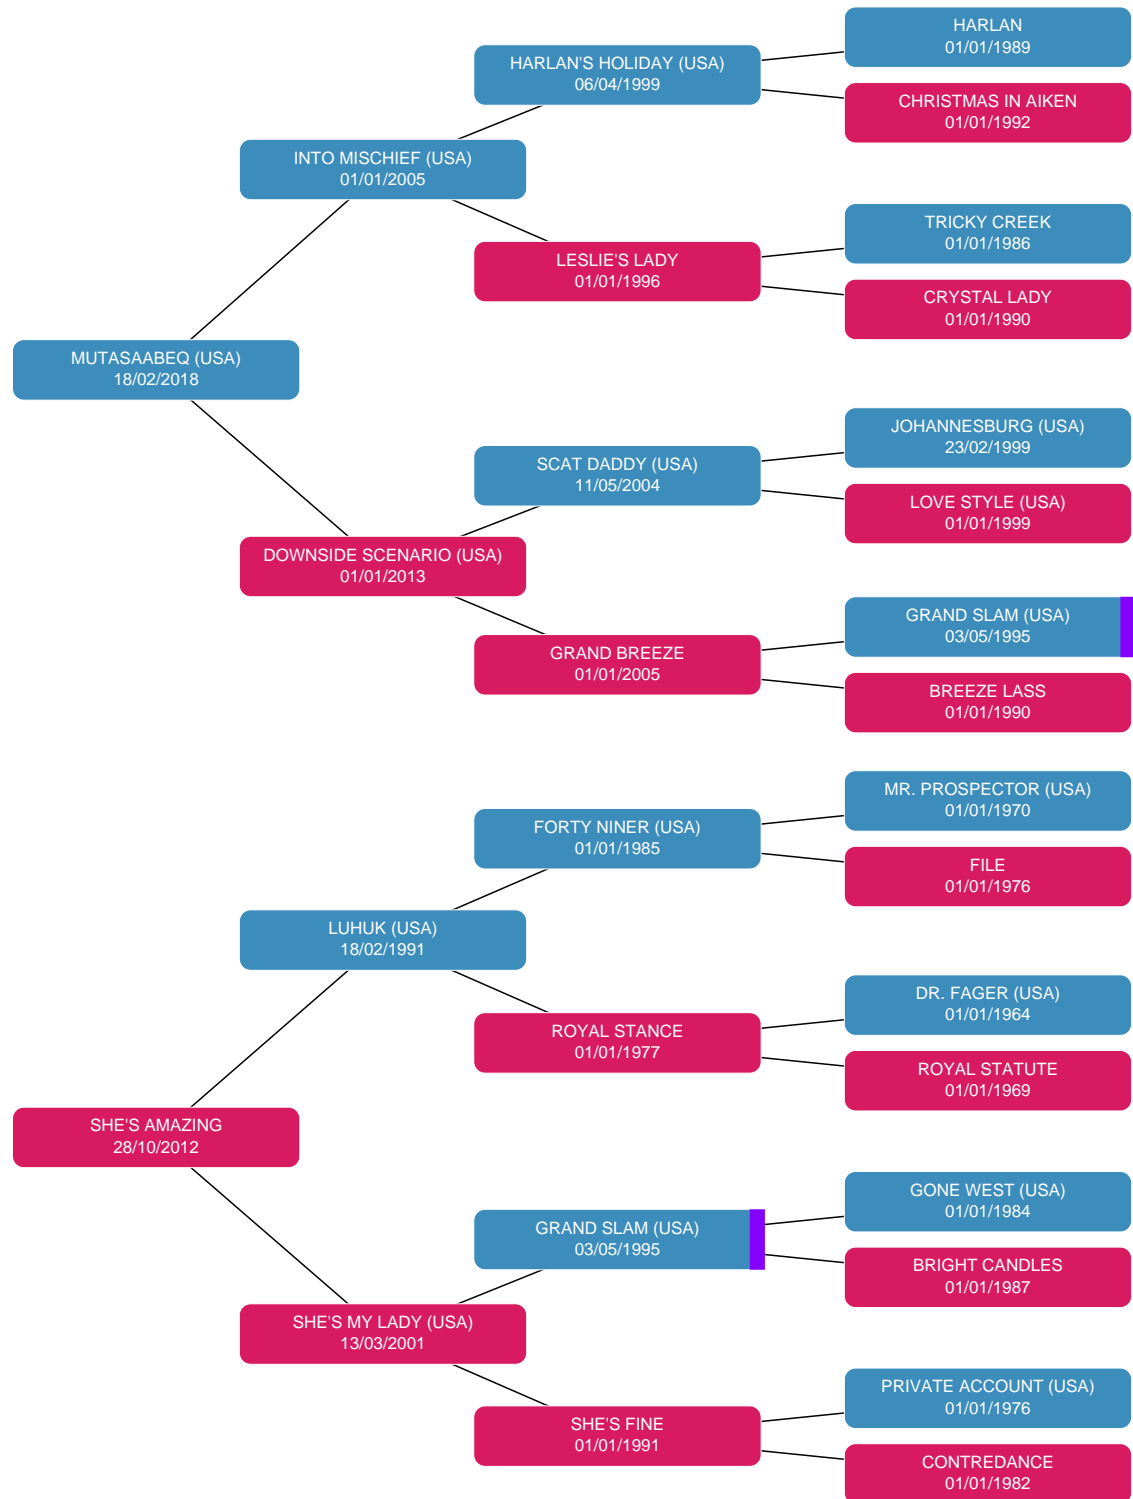 HARLAN
01/01/1989
HARLAN'S HOLIDAY (USA)
06/04/1999
CHRISTMAS IN AIKEN
01/01/1992
INTO MISCHIEF (USA)
01/01/2005
TRICKY CREEK
01/01/1986
LESLIE'S LADY
01/01/1996
CRYSTAL LADY
01/01/1990
MUTASAABEQ (USA)
18/02/2018
JOHANNESBURG (USA)
23/02/1999
SCAT DADDY (USA)
11/05/2004
LOVE STYLE (USA)
01/01/1999
DOWNSIDE SCENARIO (USA)
01/01/2013
GRAND SLAM (USA)
03/05/1995
GRAND BREEZE
01/01/2005
BREEZE LASS
01/01/1990
MR. PROSPECTOR (USA)
01/01/1970
FORTY NINER (USA)
01/01/1985
FILE
01/01/1976
LUHUK (USA)
18/02/1991
DR. FAGER (USA)
01/01/1964
ROYAL STANCE
01/01/1977
ROYAL STATUTE
01/01/1969
SHE'S AMAZING
28/10/2012
GONE WEST (USA)
01/01/1984
GRAND SLAM (USA)
03/05/1995
BRIGHT CANDLES
01/01/1987
SHE'S MY LADY (USA)
13/03/2001
PRIVATE ACCOUNT (USA)
01/01/1976
SHE'S FINE
01/01/1991
CONTREDANCE
01/01/1982